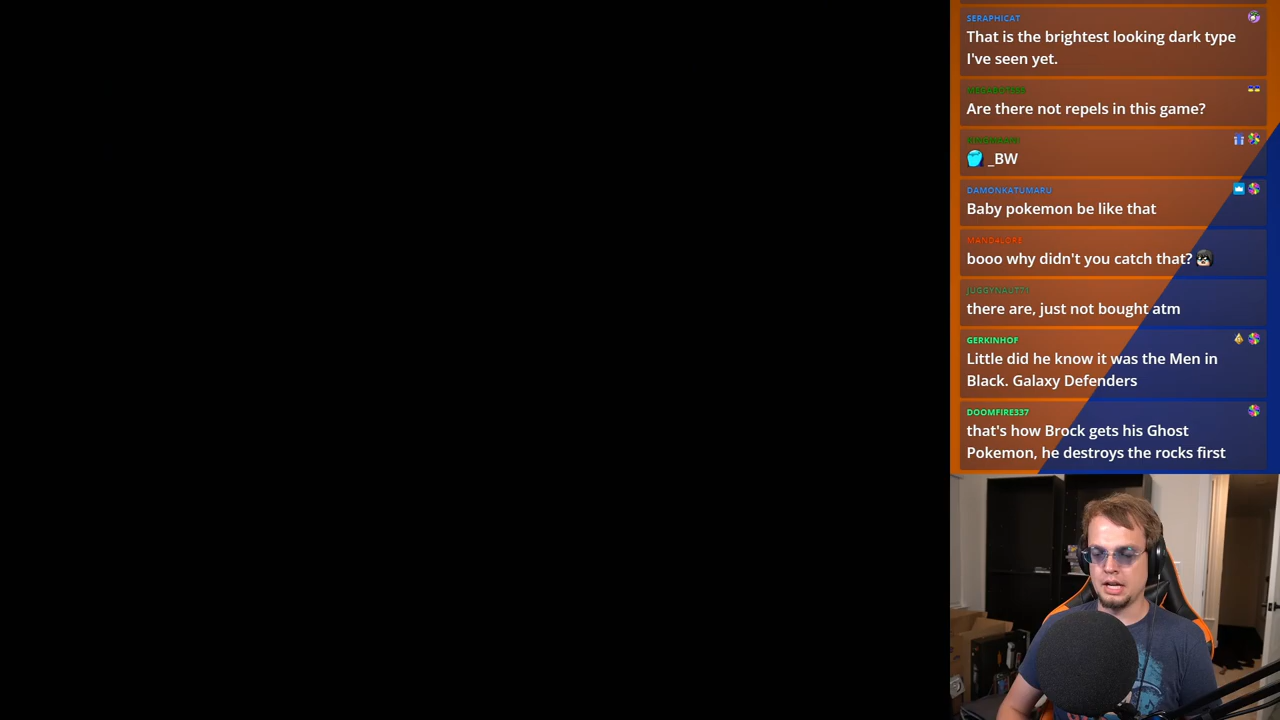 SERAPHICAT
That is the brightest looking dark type
I've seen yet.
Are there not repels in this game?
_BW
DAMONKATUMARU
Baby pokemon be like that
MANDALORE
booo why didn't you catch that?
there are, just not bought atm
GERKINHOF
Little did he know it was the Men in
Black. Galaxy Defenders
DOOMFIRE337
that's how Brock gets his Ghost
Pokemon, he destroys the rocks first